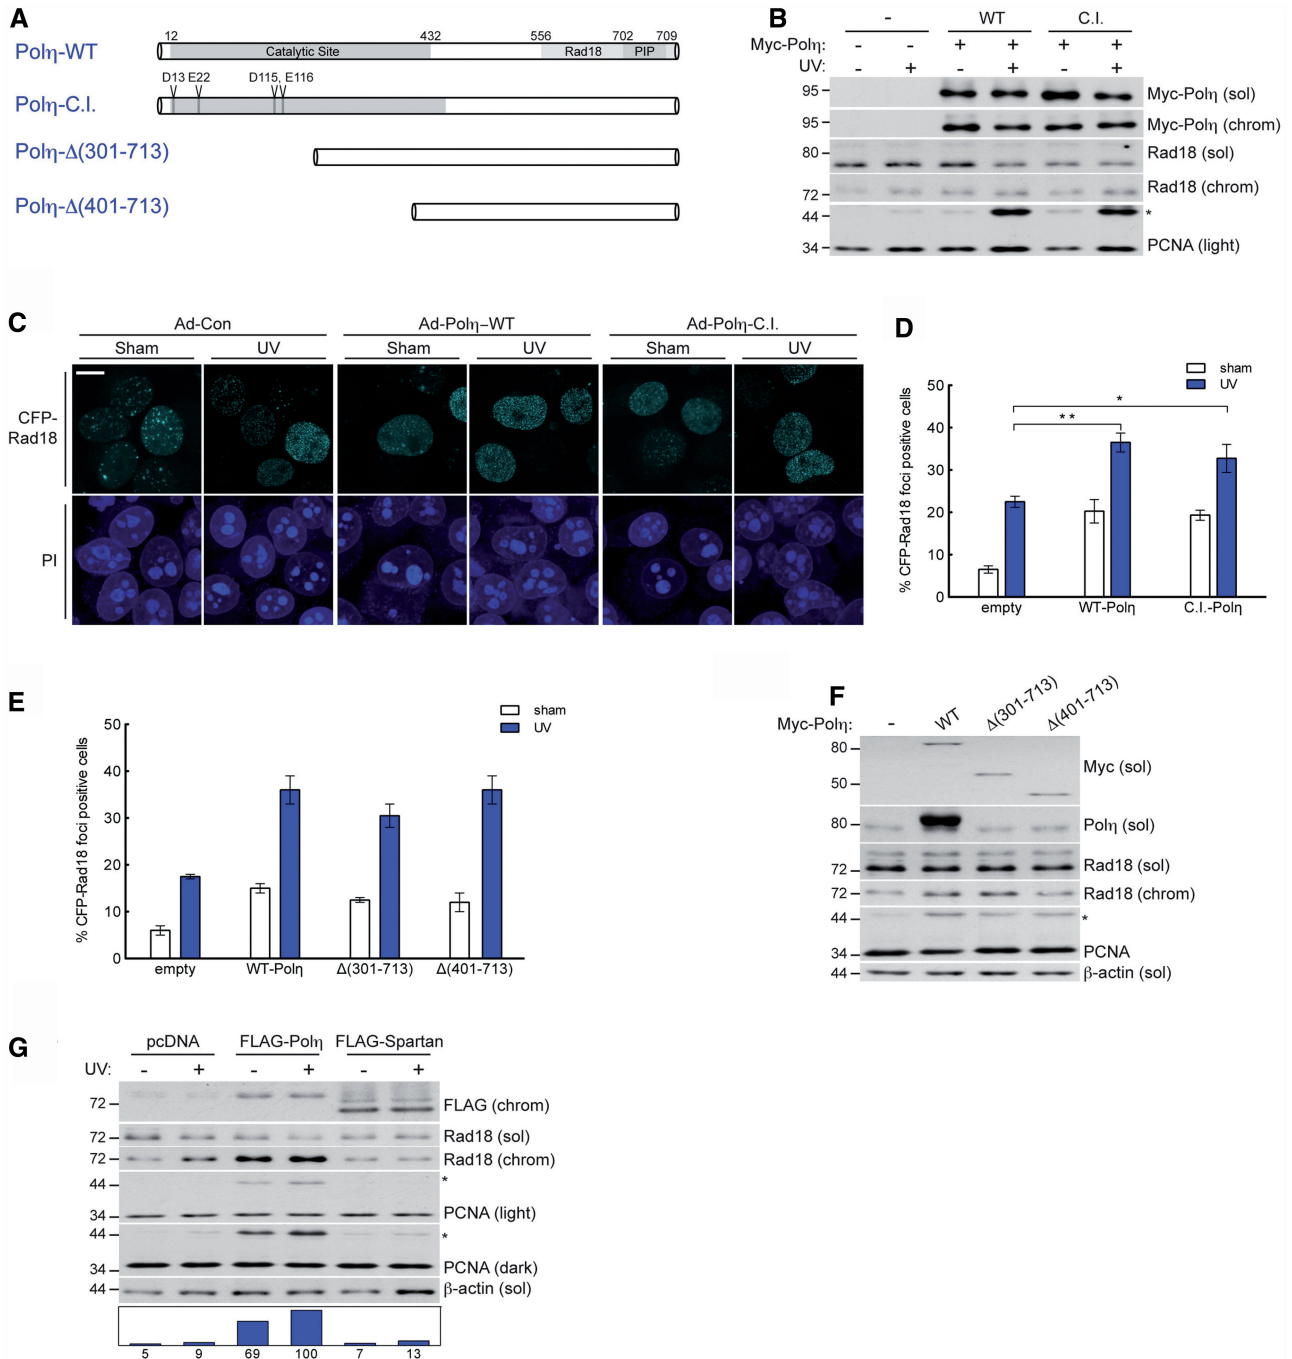 A
12 432 556 702 709
Polη-WT
Catalytic Site Rad18 PIP
D13 E22 D115, E116
Polη-C.I.
Polη-Δ(301-713)
Polη-Δ(401-713)
B
- WT C.I.
Myc-Polη: - - + + + +
UV: - + - + - +
95 Myc-Polη (sol)
95 Myc-Polη (chrom)
80 Rad18 (sol)
72 Rad18 (chrom)
44 *
34 PCNA (light)
C
Ad-Con Ad-Polη–WT Ad-Polη-C.I.
Sham UV Sham UV Sham UV
CFP-
Rad18
PI
D
sham
UV
% CFP-Rad18 foci positive cells
50
40
30
20
10
0
*
**
empty WT-Polη C.I.-Polη
E
sham
UV
% CFP-Rad18 foci positive cells
50
40
30
20
10
0
empty WT-Polη Δ(301-713) Δ(401-713)
F
Myc-Polη: - WT Δ(301-713) Δ(401-713)
80
50
Myc (sol)
80 Polη (sol)
72 Rad18 (sol)
72 Rad18 (chrom)
44 *
34 PCNA
44 β-actin (sol)
G
pcDNA FLAG-Polη FLAG-Spartan
UV: - + - + - +
72 FLAG (chrom)
72 Rad18 (sol)
72 Rad18 (chrom)
44 *
34 PCNA (light)
44 *
34 PCNA (dark)
44 β-actin (sol)
5 9 69 100 7 13